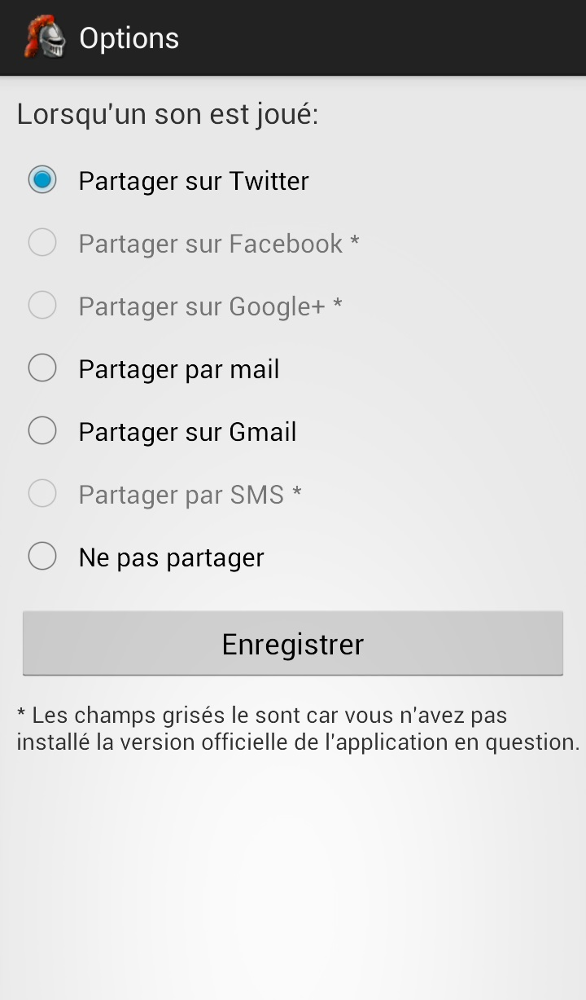 Options
Lorsqu'un son est joué:
Partager sur Twitter
Partager sur Facebook *
Partager sur Google+ *
Partager par mail
Partager sur Gmail
Partager par SMS *
Ne pas partager
Enregistrer
* Les champs grisés le sont car vous n'avez pas
installé la version officielle de l'application en question.